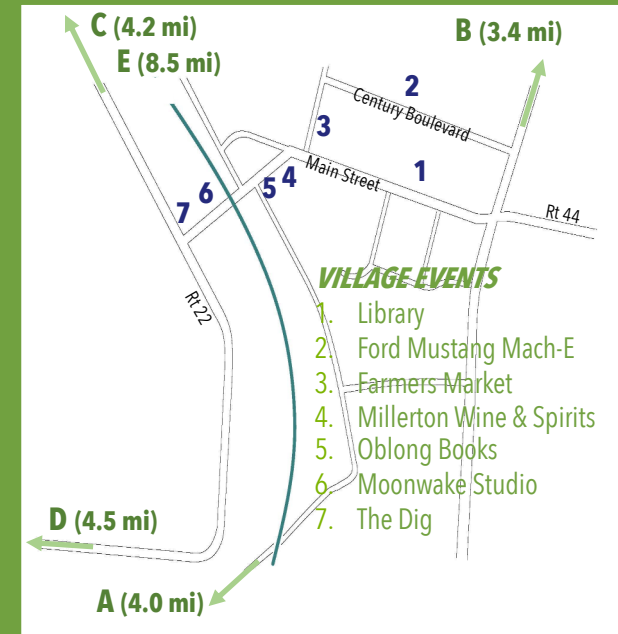 C (4.2 mi)
E (8.5 mi)
B (3.4 mi)
2
Century Boulevard
3
Main Street
1
4
5
6
7
Rt 44
Rt 22
VILLAGE EVENTS
1. Library
2. Ford Mustang Mach-E
3. Farmers Market
4. Millerton Wine & Spirits
5. Oblong Books
6. Moonwake Studio
7. The Dig
D (4.5 mi)
A (4.0 mi)